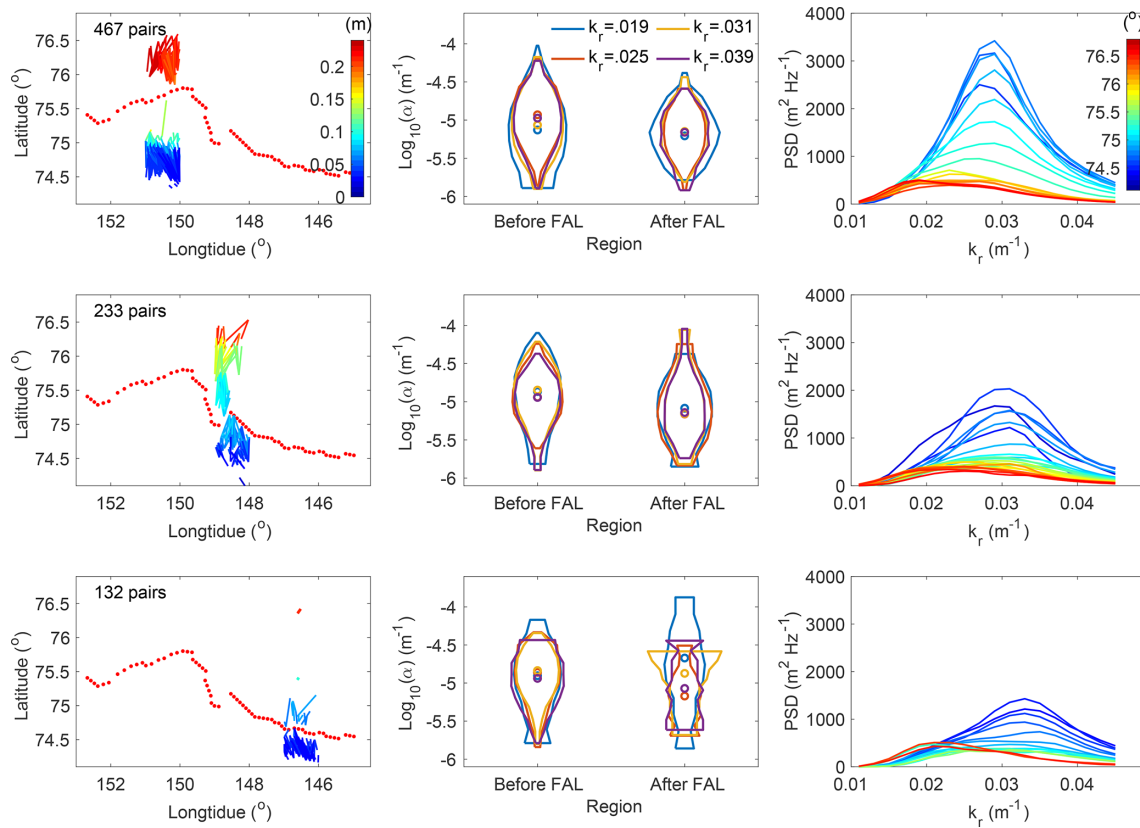 467 pairs
(m)
76.5
76
75.5
75
74.5
Latitude (o)
152
150
148
146
Longtidue (o)
0.2
0.15
0.1
0.05
0
-4
-4.5
-5
-5.5
-6
Log10(α) (m-1)
kr=.019
kr=.031
kr=.025
kr=.039
Before FAL
After FAL
Region
4000
3000
2000
1000
0
PSD (m2 Hz-1)
0.01
0.02
0.03
0.04
kr (m-1)
(o)
76.5
76
75.5
75
74.5
233 pairs
76.5
76
75.5
75
74.5
Latitude (o)
152
150
148
146
Longtidue (o)
-4
-4.5
-5
-5.5
-6
Log10(α) (m-1)
Before FAL
After FAL
Region
4000
3000
2000
1000
0
PSD (m2 Hz-1)
0.01
0.02
0.03
0.04
kr (m-1)
132 pairs
76.5
76
75.5
75
74.5
Latitude (o)
152
150
148
146
Longtidue (o)
-4
-4.5
-5
-5.5
-6
Log10(α) (m-1)
Before FAL
After FAL
Region
4000
3000
2000
1000
0
PSD (m2 Hz-1)
0.01
0.02
0.03
0.04
kr (m-1)